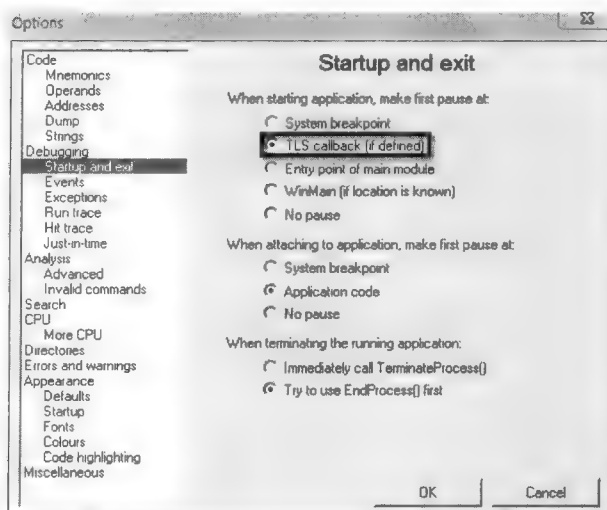 Options
Code
Mnemonics
Operands
Addresses
Dump
Strings
Debugging
Startup and exit
Events
Exceptions
Run trace
Hit trace
Just-in-time
Analysis
Advanced
Invalid commands
Search
CPU
More CPU
Directories
Errors and warnings
Appearance
Defaults
Startup
Fonts
Colours
Code highlighting
Miscellaneous
Startup and exit
When starting application, make first pause at:
System breakpoint
TLS callback (if defined)
Entry point of main module
WinMain (if location is known)
No pause
When attaching to application, make first pause at:
System breakpoint
Application code
No pause
When terminating the running application:
Immediately call TerminateProcess()
Try to use EndProcess() first
OK
Cancel